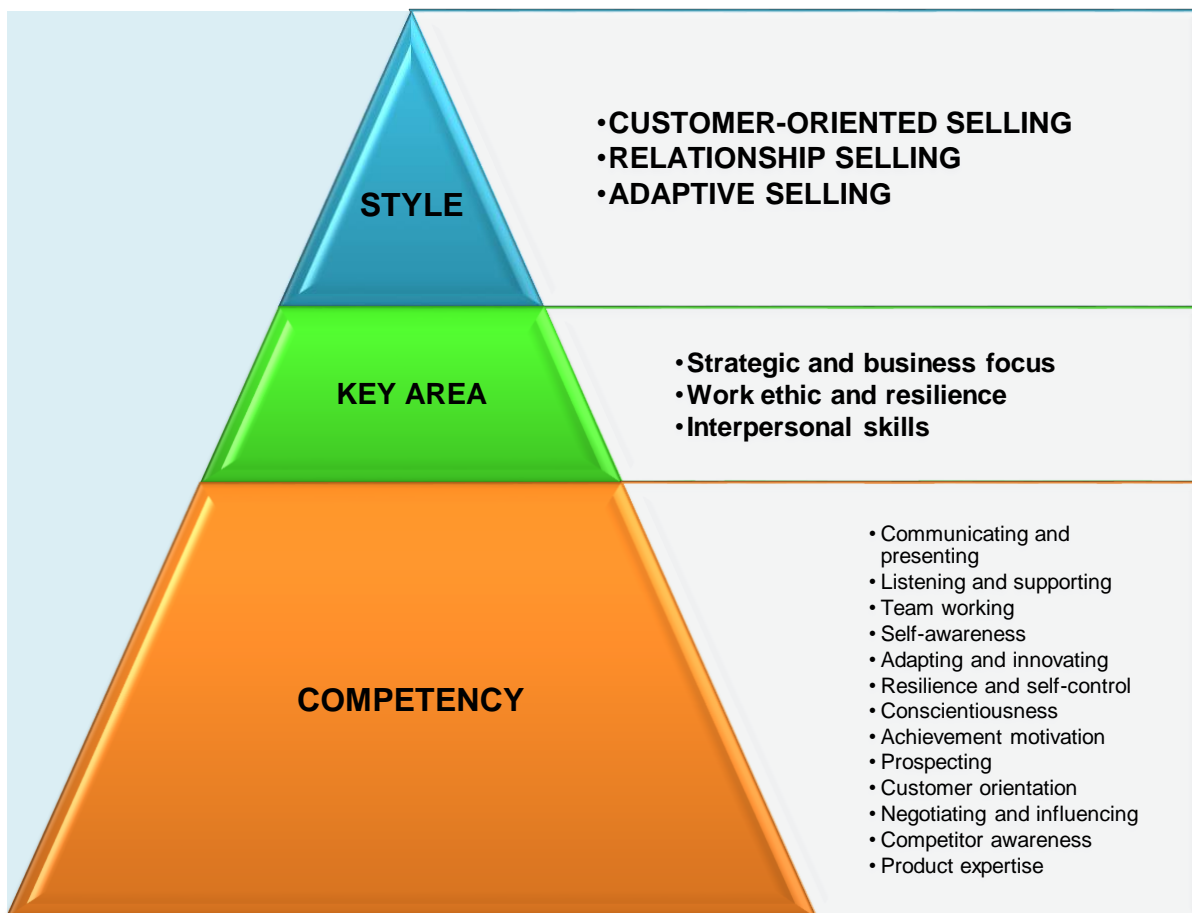 STYLE
•CUSTOMER-ORIENTED SELLING
•RELATIONSHIP SELLING
•ADAPTIVE SELLING
KEY AREA
•Strategic and business focus
•Work ethic and resilience
•Interpersonal skills
COMPETENCY
•Communicating and
presenting
•Listening and supporting
•Team working
•Self-awareness
•Adapting and innovating
•Resilience and self-control
•Conscientiousness
•Achievement motivation
•Prospecting
•Customer orientation
•Negotiating and influencing
•Competitor awareness
•Product expertise